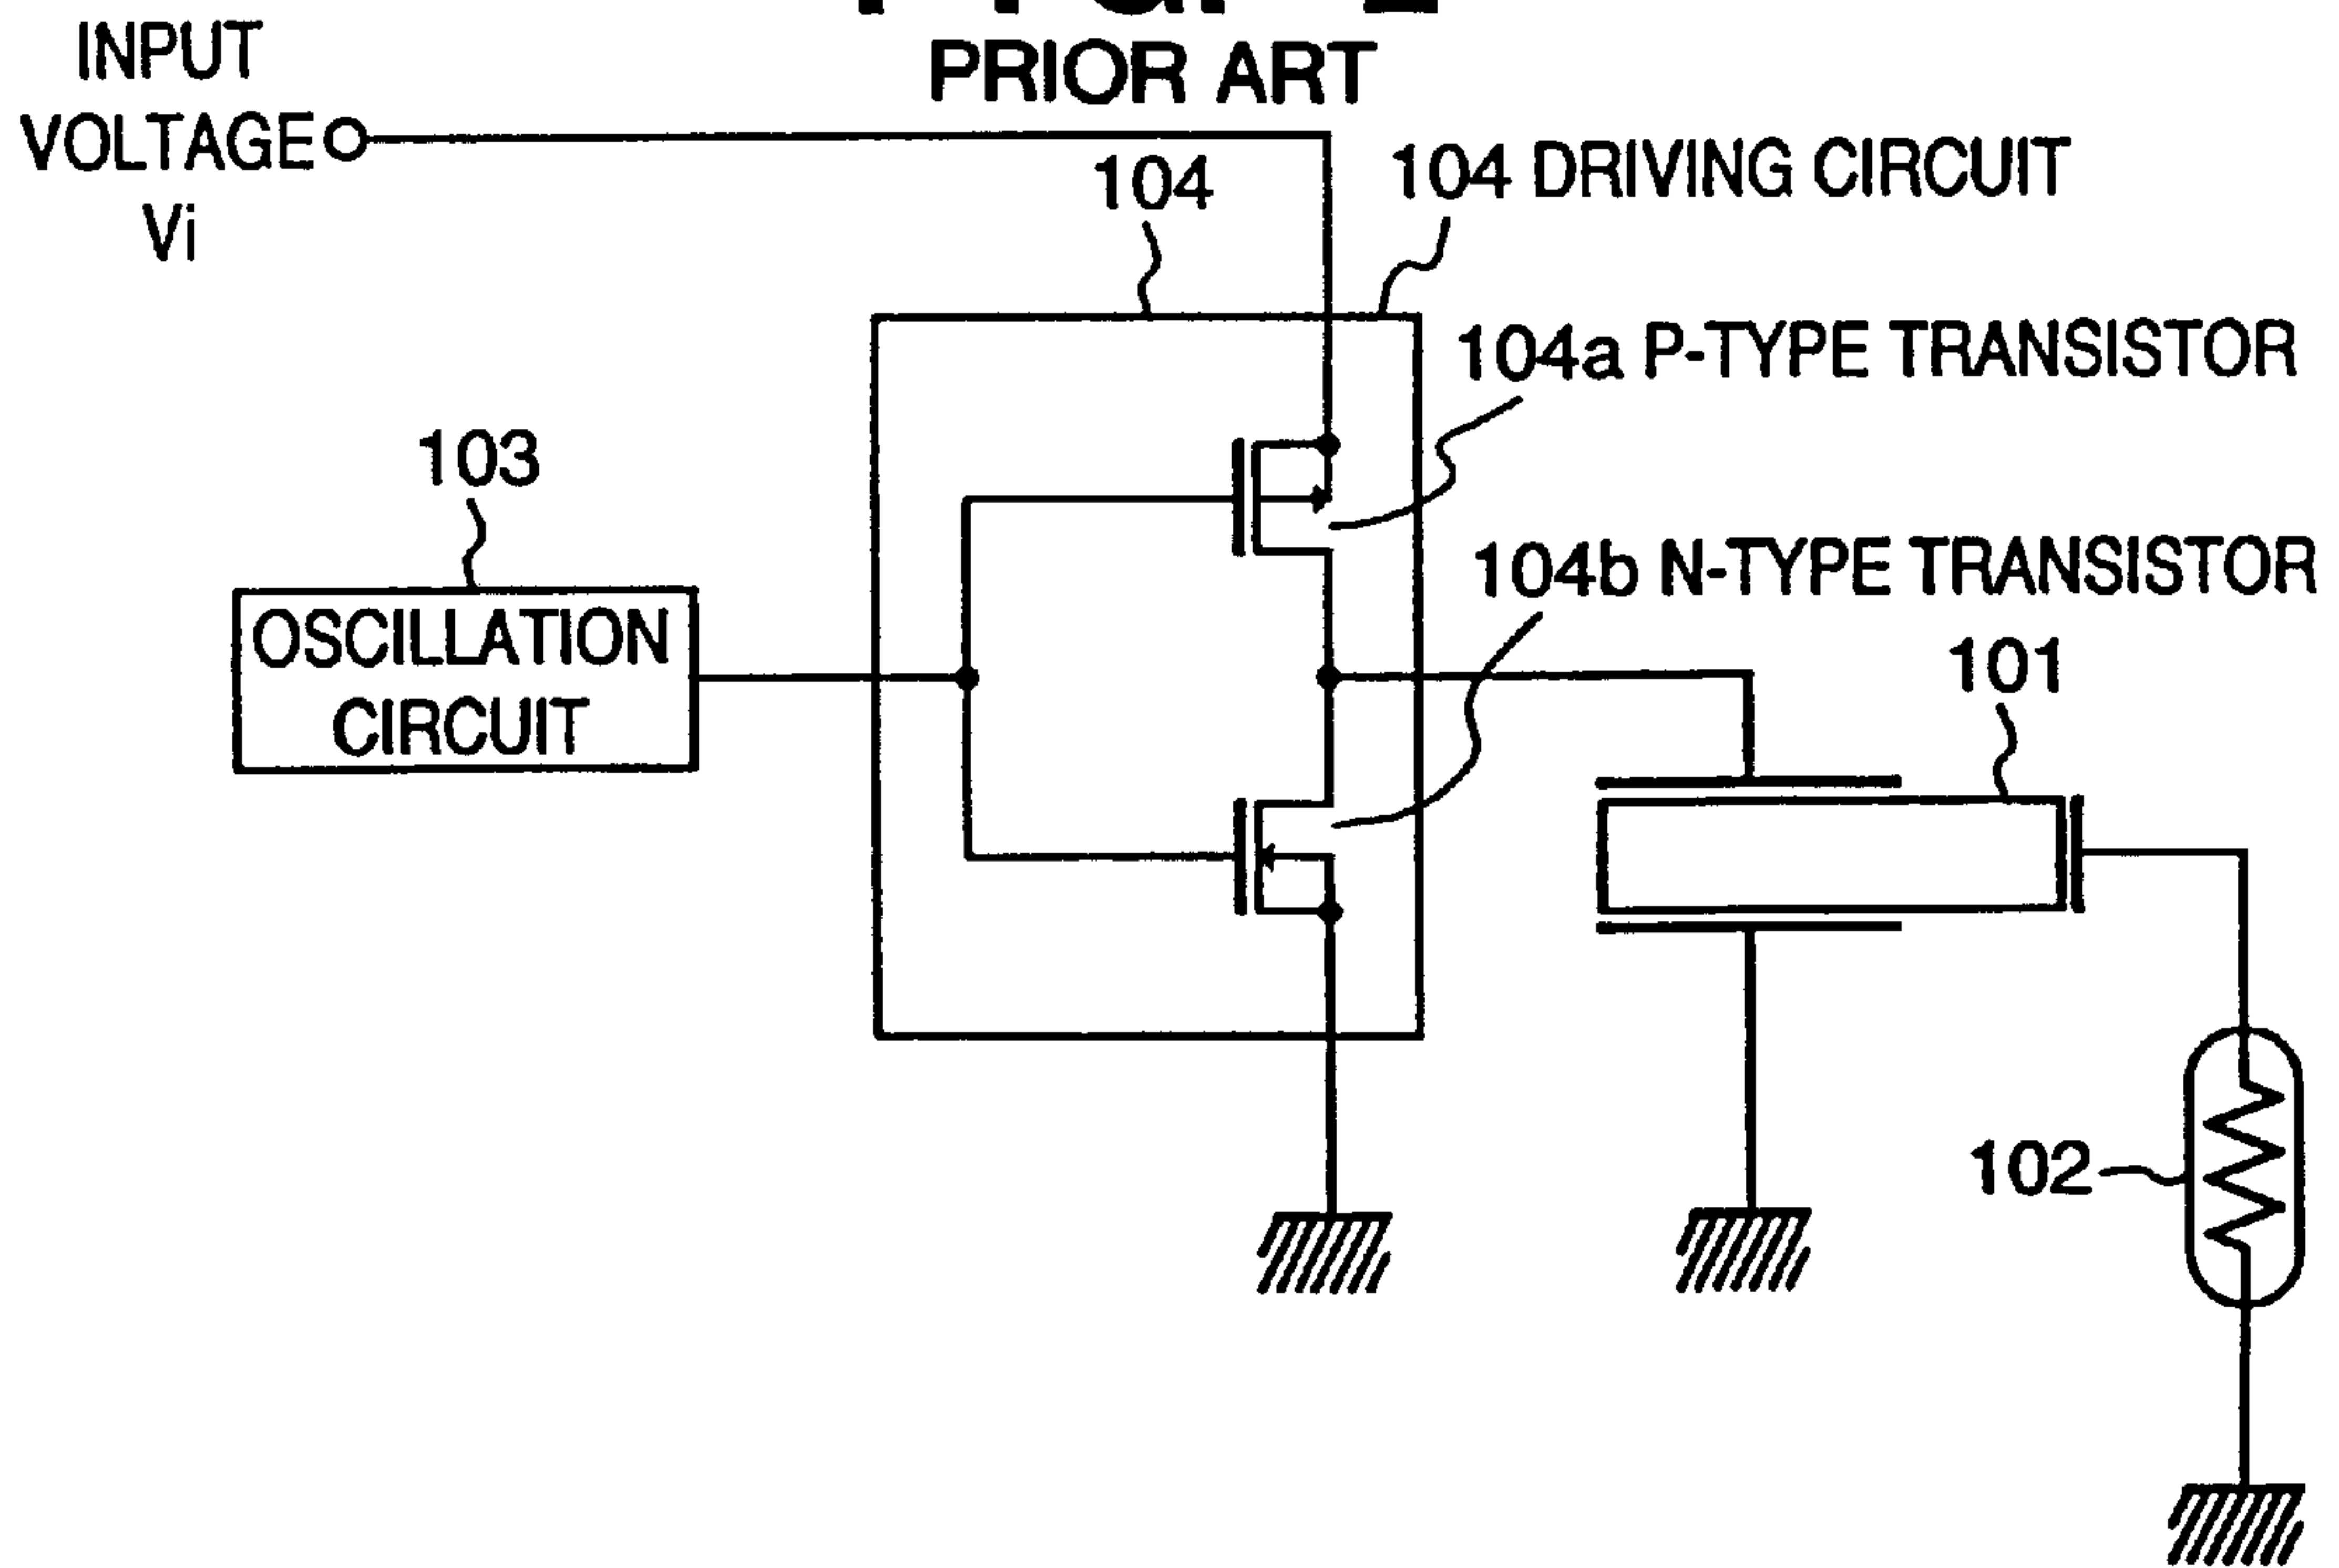 PRIOR ART
INPUT
VOLTAGE
Vi
104
104 DRIVING CIRCUIT
104a P-TYPE TRANSISTOR
103
104b N-TYPE TRANSISTOR
OSCILLATION
CIRCUIT
101
102